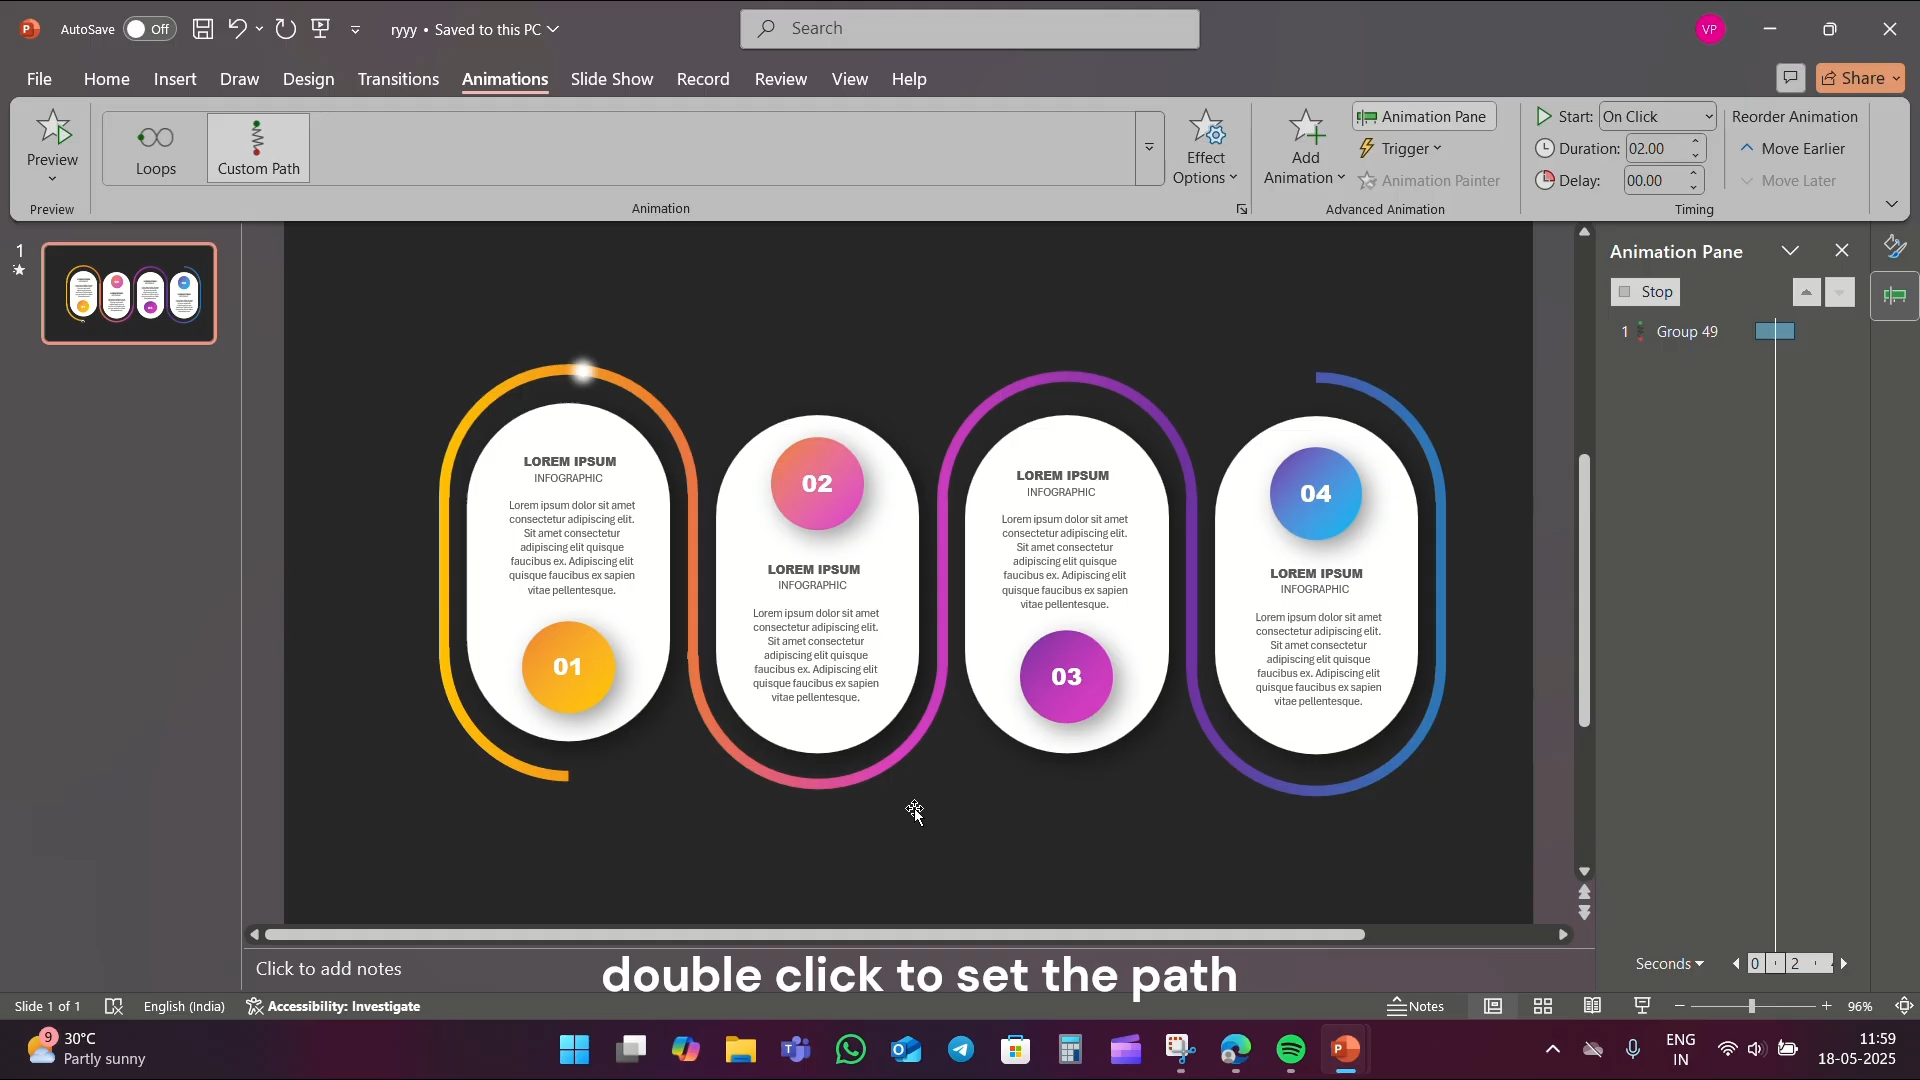 AutoSave Off ryyy • Saved to this PC Search VP
File Home Insert Draw Design Transitions Animations Slide Show Record Review View Help Share
Preview
Preview
Loops
Custom Path
Animation
Effect
Options
Add
Animation
Animation Pane
Trigger
Animation Painter
Advanced Animation
Start: On Click
Duration: 02.00
Delay: 00.00
Reorder Animation
Move Earlier
Move Later
Timing
1
Animation Pane
Stop
1 Group 49
LOREM IPSUM
INFOGRAPHIC
Lorem ipsum dolor sit amet
consectetur adipiscing elit.
Sit amet consectetur
adipiscing elit quisque
faucibus ex. Adipiscing elit
quisque faucibus ex sapien
vitae pellentesque.
01
02
LOREM IPSUM
INFOGRAPHIC
Lorem ipsum dolor sit amet
consectetur adipiscing elit.
Sit amet consectetur
adipiscing elit quisque
faucibus ex. Adipiscing elit
quisque faucibus ex sapien
vitae pellentesque.
LOREM IPSUM
INFOGRAPHIC
Lorem ipsum dolor sit amet
consectetur adipiscing elit.
Sit amet consectetur
adipiscing elit quisque
faucibus ex. Adipiscing elit
quisque faucibus ex sapien
vitae pellentesque.
03
04
LOREM IPSUM
INFOGRAPHIC
Lorem ipsum dolor sit amet
consectetur adipiscing elit.
Sit amet consectetur
adipiscing elit quisque
faucibus ex. Adipiscing elit
quisque faucibus ex sapien
vitae pellentesque.
Click to add notes
double click to set the path
Seconds 0 2
Slide 1 of 1 English (India) Accessibility: Investigate Notes 96%
9
30°C
Partly sunny
ENG
IN
11:59
18-05-2025